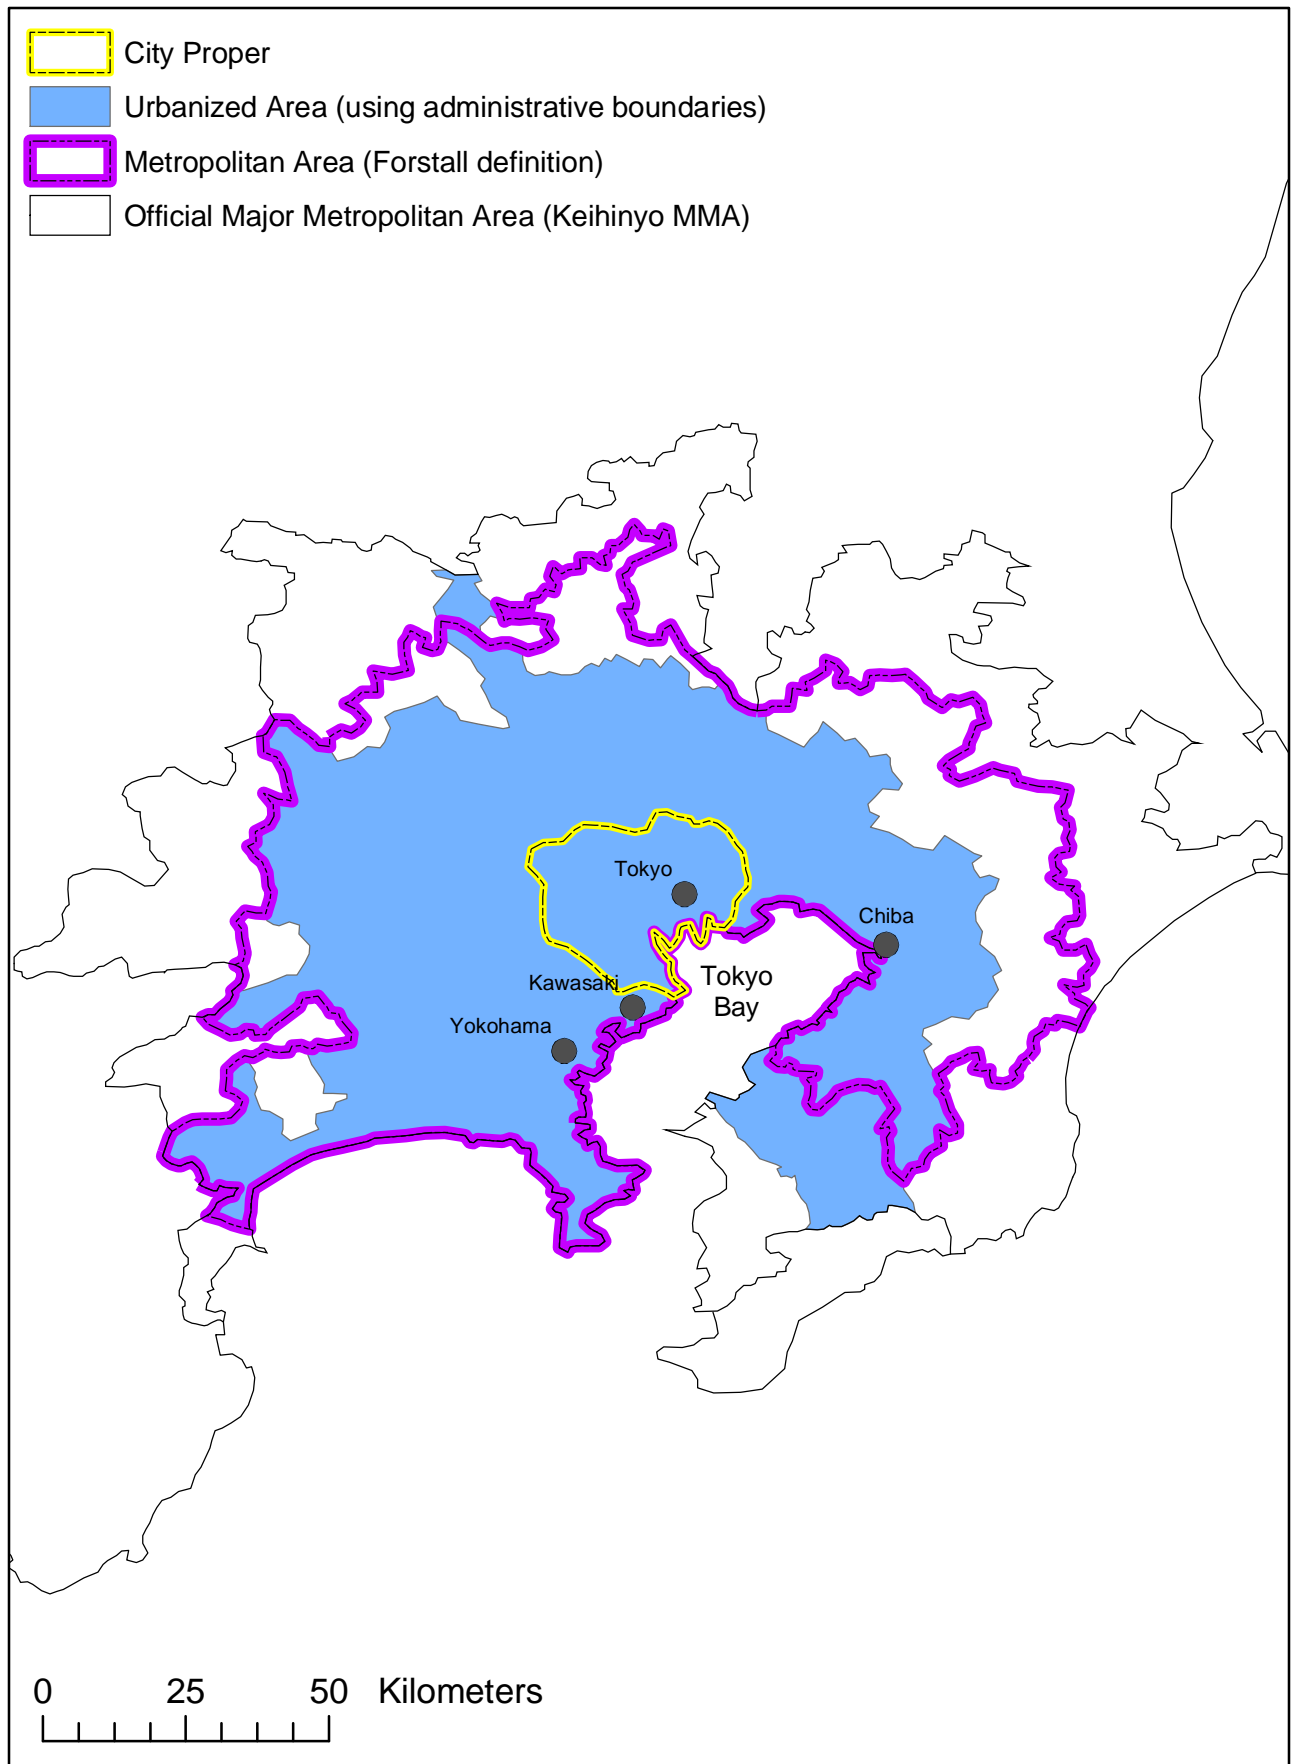 City Proper
Urbanized Area (using administrative boundaries)
Metropolitan Area (Forstall definition)
Official Major Metropolitan Area (Keihinyo MMA)
Tokyo
Chiba
Kawasaki
Tokyo
Bay
Yokohama
0 25 50 Kilometers